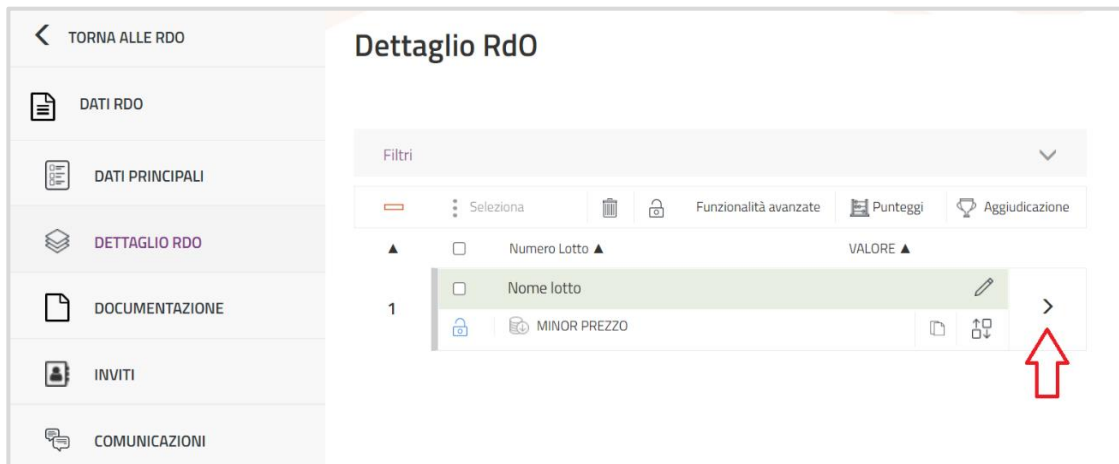 TORNA ALLE RDO
DATI RDO
DATI PRINCIPALI
DETTAGLIO RDO
DOCUMENTAZIONE
INVITI
COMUNICAZIONI
Dettaglio RdO
Filtri
Seleziona Funzionalità avanzate Punteggi Aggiudicazione
▲ Numero Lotto ▲ VALORE ▲
1 Nome lotto
MINOR PREZZO